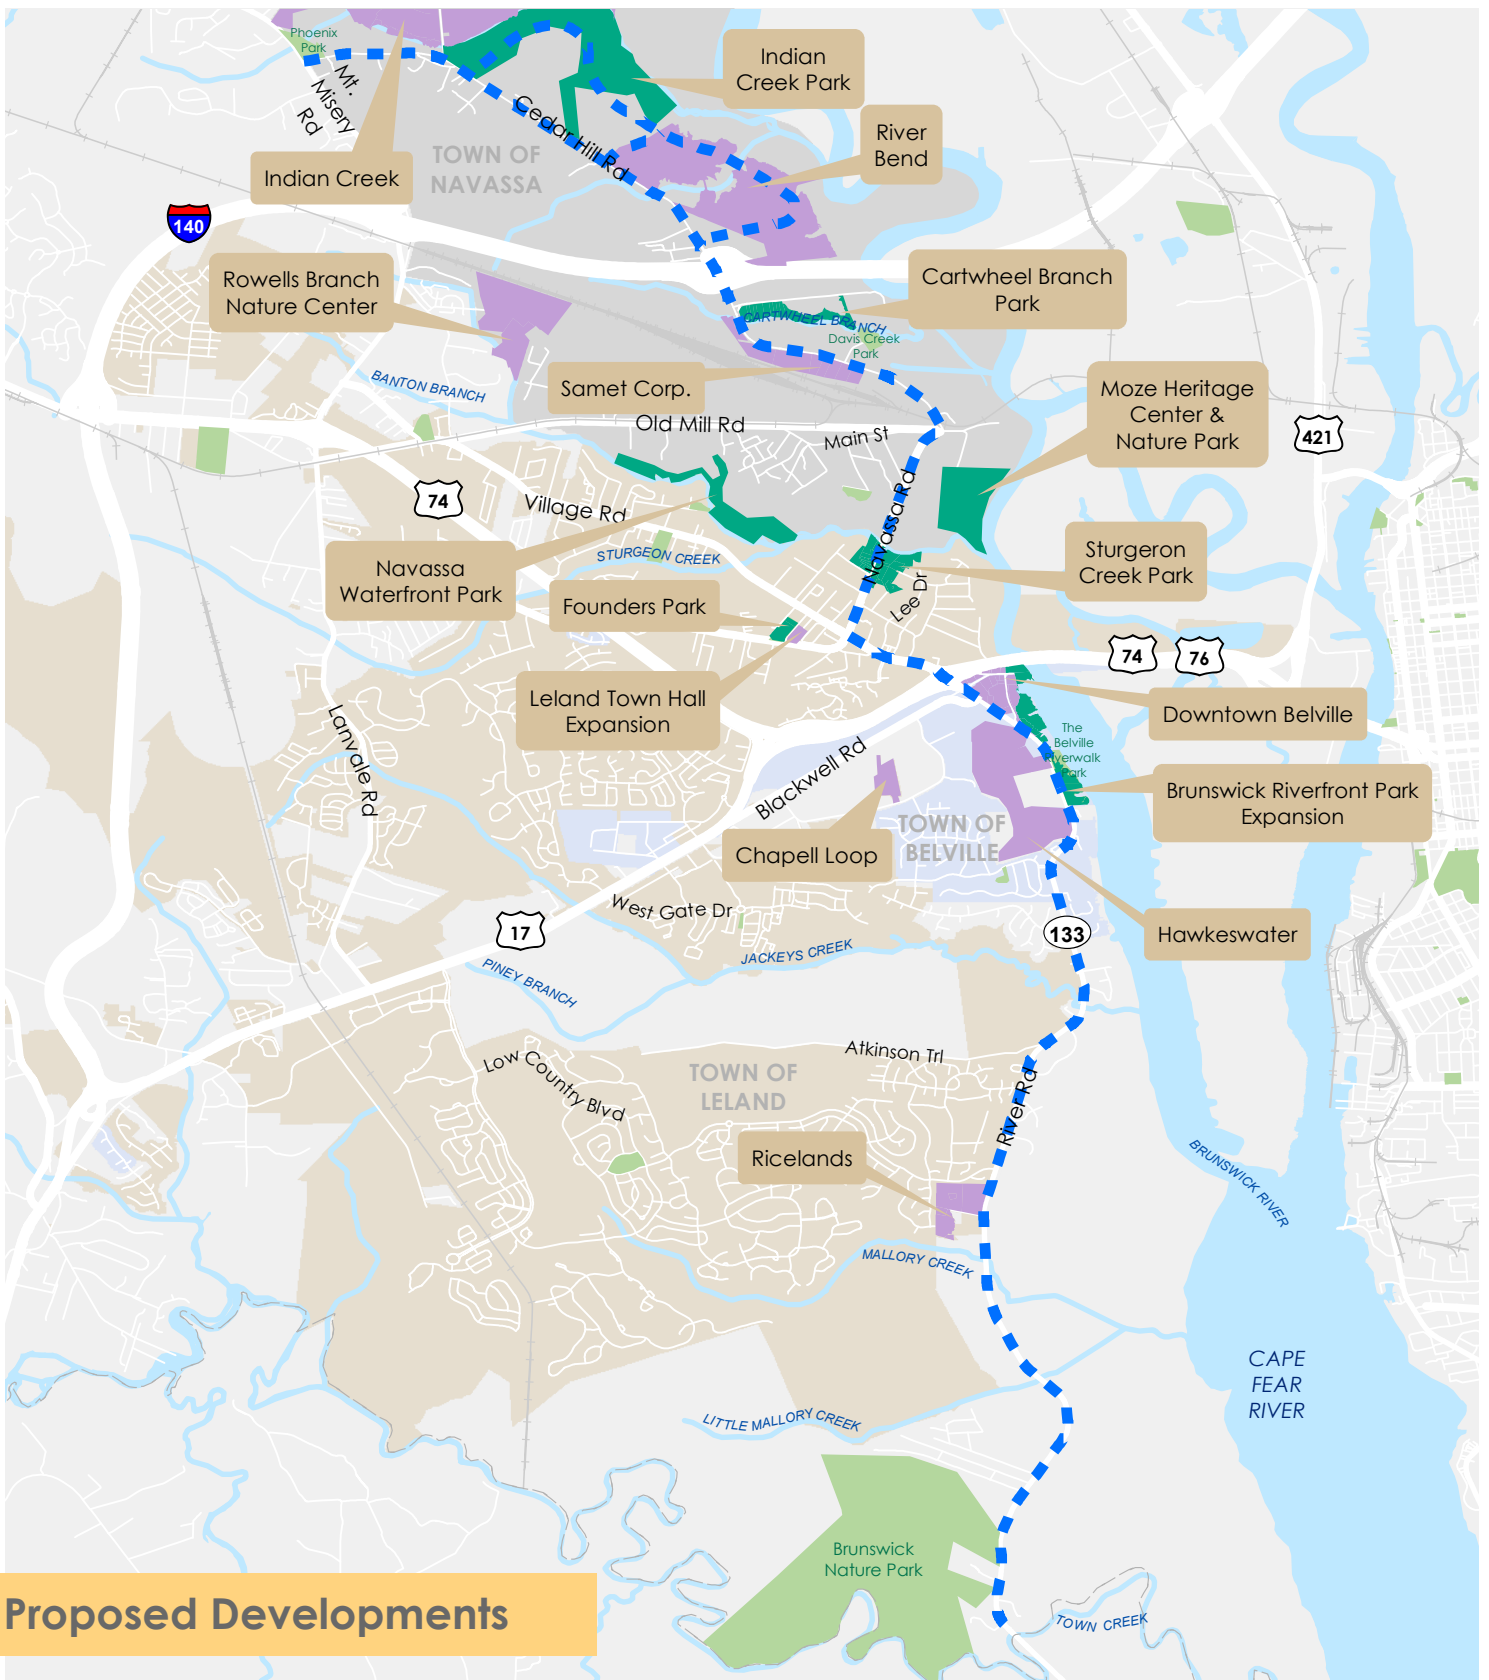 Phoenix
Park
Mt.
Misery
Rd
Indian
Creek Park
Cedar Hill Rd
River
Bend
TOWN OF
NAVASSA
Indian Creek
140
Rowells Branch
Nature Center
Cartwheel Branch
Park
CARTWHEEL BRANCH
Davis Creek
Park
BANTON BRANCH
Samet Corp.
Moze Heritage
Center &
Nature Park
Old Mill Rd
Main St
421
74
Village Rd
Navassa Rd
STURGEON CREEK
Sturgeron
Creek Park
Navassa
Waterfront Park
Founders Park
Lee Dr
74
76
Leland Town Hall
Expansion
Downtown Belville
Lanvale Rd
The
Belville
verwalk
Park
Blackwell Rd
Brunswick Riverfront Park
Expansion
TOWN OF
BELVILLE
Chapell Loop
West Gate Dr
17
133
Hawkeswater
JACKEYS CREEK
PINEY BRANCH
Atkinson Trl
Low Country Blvd
TOWN OF
LELAND
River Rd
Ricelands
BRUNSWICK RIVER
MALLORY CREEK
CAPE
FEAR
RIVER
LITTLE MALLORY CREEK
Brunswick
Nature Park
Proposed Developments
TOWN CREEK